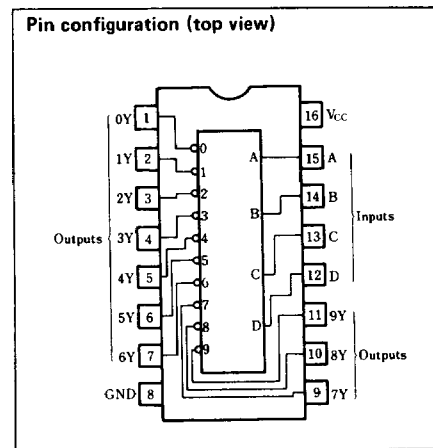 Pin configuration (top view)
0Y 1 0 16 VCC
1Y 2 1 A 15 A
2Y 3 2 14 B
3Y 4 3 B Inputs
Outputs 4 13 C
4Y 5 5 C 12 D
5Y 6 6 11 9Y
6Y 7 7 D 10 8Y Outputs
GND 8 8 9 9 7Y